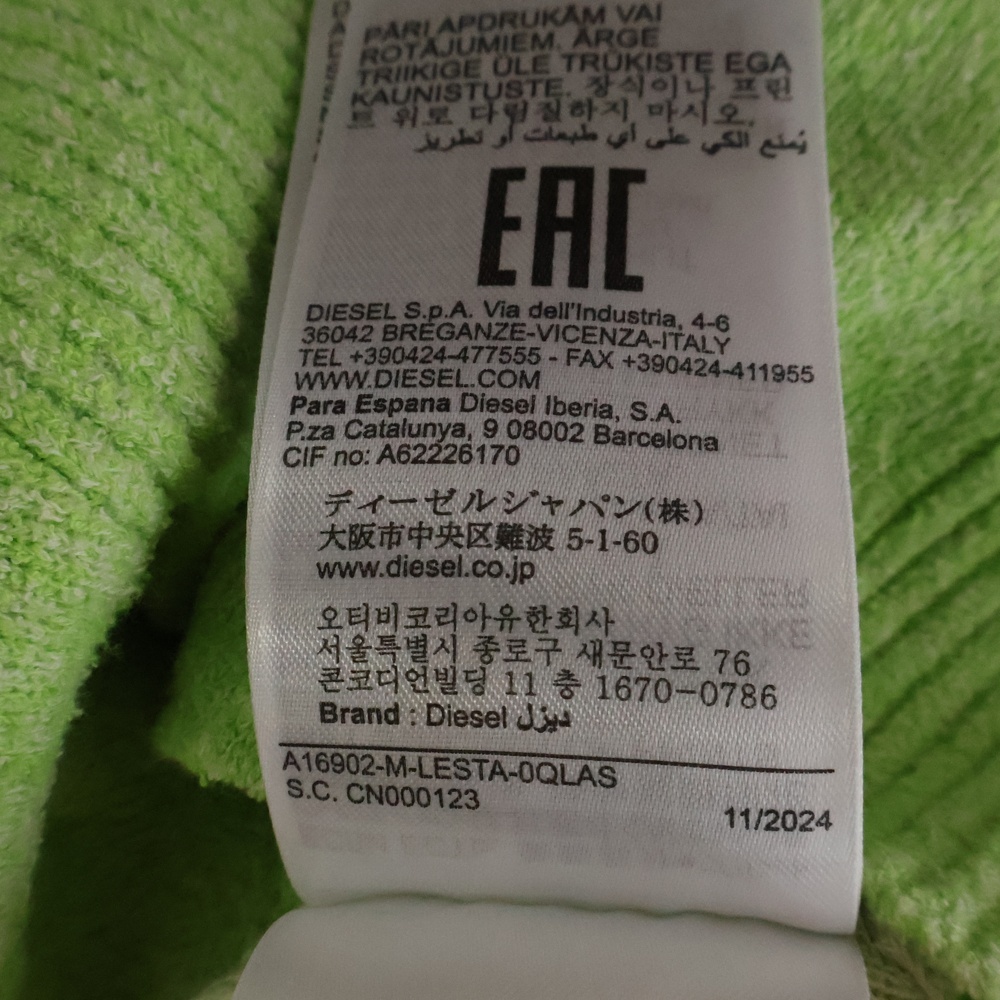 PĀRI APDRUKĀM VAI
ROTĀJUMIEM. ÄRGE
TRIIKIGE ÜLE TRÜKISTE EGA
KAUNISTUSTE. 장식이나 프린
트 위로 다림질하지 마시오.
يُمنع الكي على أي طبعات أو تطريز
EAC
DIESEL S.p.A. Via dell'Industria, 4-6
36042 BREGANZE-VICENZA-ITALY
TEL +390424-477555 - FAX +390424-411955
WWW.DIESEL.COM
Para Espana Diesel Iberia, S.A.
P.za Catalunya, 9 08002 Barcelona
CIF no: A62226170
ディーゼルジャパン(株)
大阪市中央区難波 5-1-60
www.diesel.co.jp
오티비코리아유한회사
서울특별시 종로구 새문안로 76
콘코디언빌딩 11 층 1670-0786
Brand : Diesel ديزل
A16902-M-LESTA-0QLAS
S.C. CN000123
11/2024